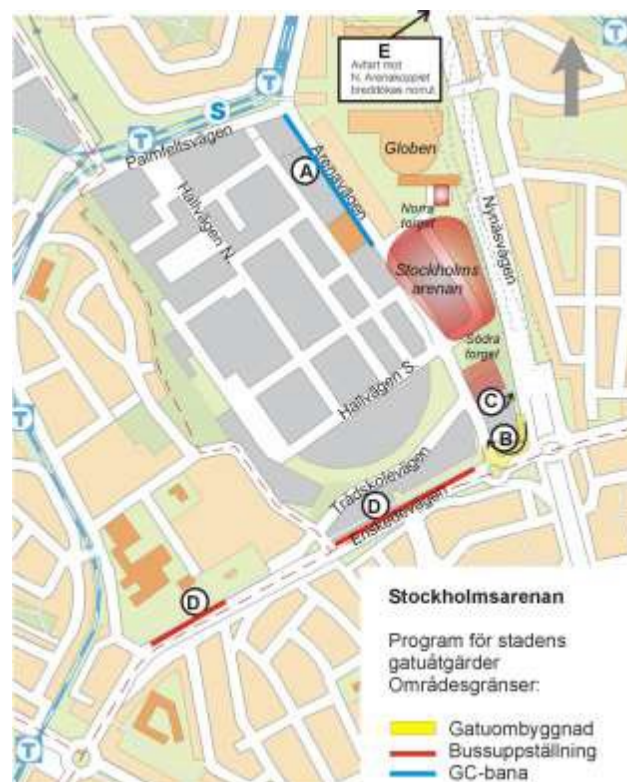 E
Avfart mot
N. Arenakopplet
breddökas norrut.
T
T
S
T
Palmfeltsvägen
Arenavägen
Globen
A
Hallvägen N.
Norra
torget
Nynäsvägen
Stockholms
arenan
Södra
torget
Hallvägen S.
C
T
B
Trädskolevägen
D
Enskedevägen
D
Stockholmsarenan
Program för stadens
gatuåtgärder
Områdesgränser:
Gatuombyggnad
Bussuppställning
GC-bana
T